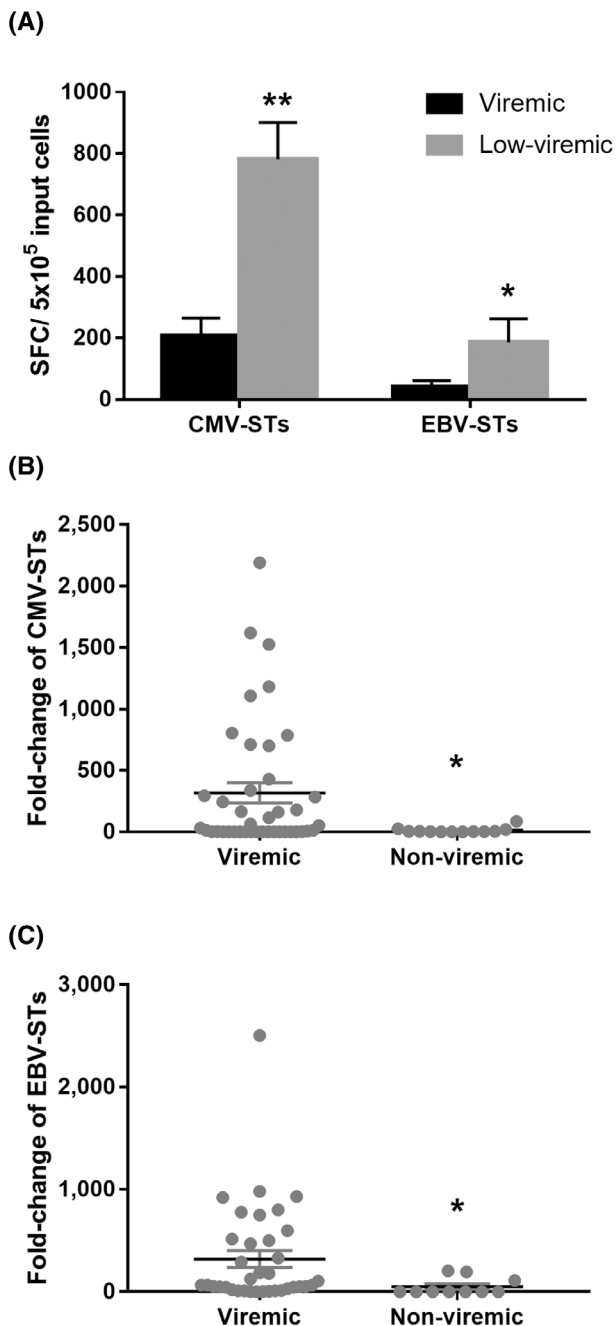 (A)
SFC/ 5x10⁵ input cells
1000
800
600
400
200
0
**
*
Viremic
Low-viremic
CMV-STs
EBV-STs
(B)
Fold-change of CMV-STs
2,500
2,000
1,500
1,000
500
0
*
Viremic
Non-viremic
(C)
Fold-change of EBV-STs
3,000
2,000
1,000
0
*
Viremic
Non-viremic